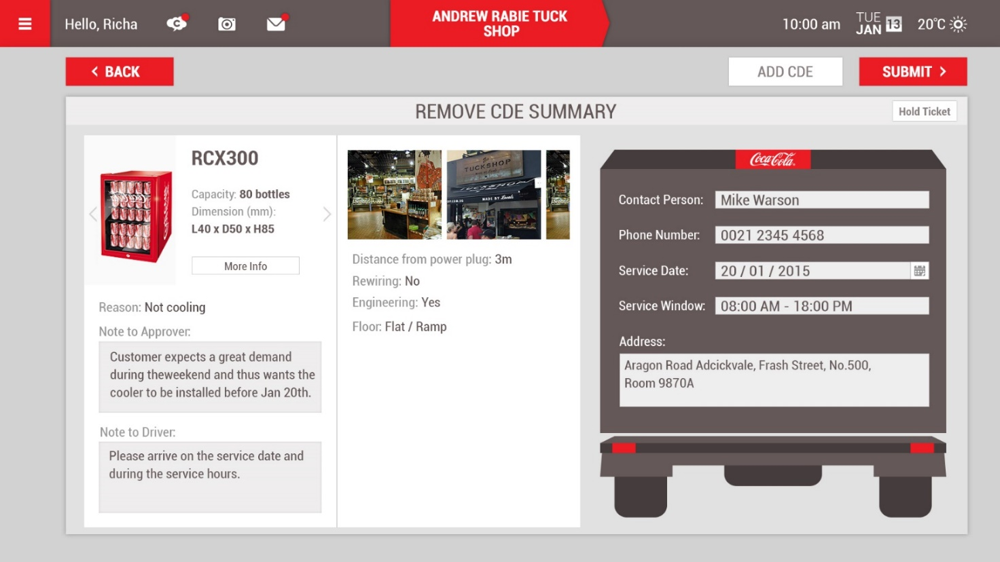 Hello, Richa
ANDREW RABIE TUCK
SHOP
10:00 am
TUE
JAN 13
20°C
< BACK
ADD CDE
SUBMIT >
REMOVE CDE SUMMARY
Hold Ticket
RCX300
Capacity: 80 bottles
Dimension (mm):
L40 x D50 x H85
More Info
Reason: Not cooling
Note to Approver:
Customer expects a great demand
during theweekend and thus wants the
cooler to be installed before Jan 20th.
Note to Driver:
Please arrive on the service date and
during the service hours.
TUCKSHOP
MADE BY Locals
Distance from power plug: 3m
Rewiring: No
Engineering: Yes
Floor: Flat / Ramp
Coca-Cola
Contact Person: Mike Warson
Phone Number: 0021 2345 4568
Service Date: 20 / 01 / 2015
Service Window: 08:00 AM - 18:00 PM
Address:
Aragon Road Adcickvale, Frash Street, No.500,
Room 9870A